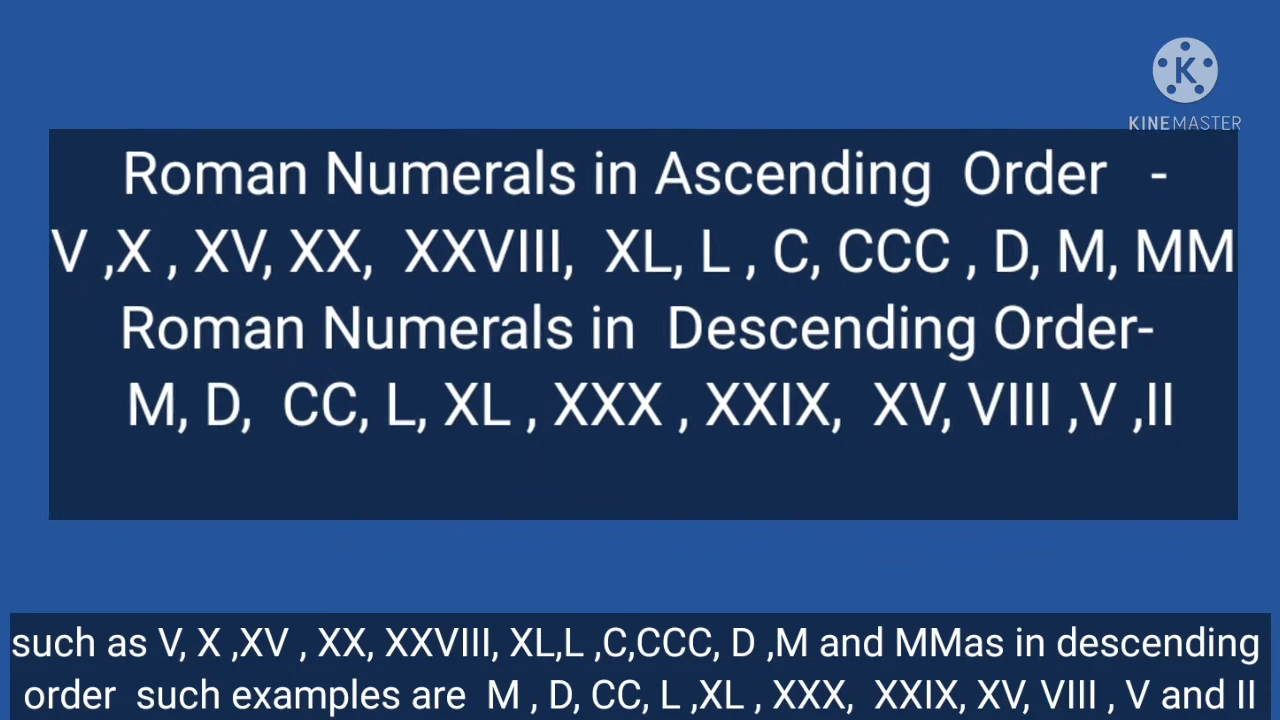 K
KINEMASTER
Roman Numerals in Ascending Order -
V ,X , XV, XX, XXVIII, XL, L , C, CCC , D, M, MM
Roman Numerals in Descending Order-
M, D, CC, L, XL , XXX , XXIX, XV, VIII ,V ,II
such as V, X ,XV , XX, XXVIII, XL,L ,C,CCC, D ,M and MMas in descending
order such examples are M , D, CC, L ,XL , XXX, XXIX, XV, VIII , V and II